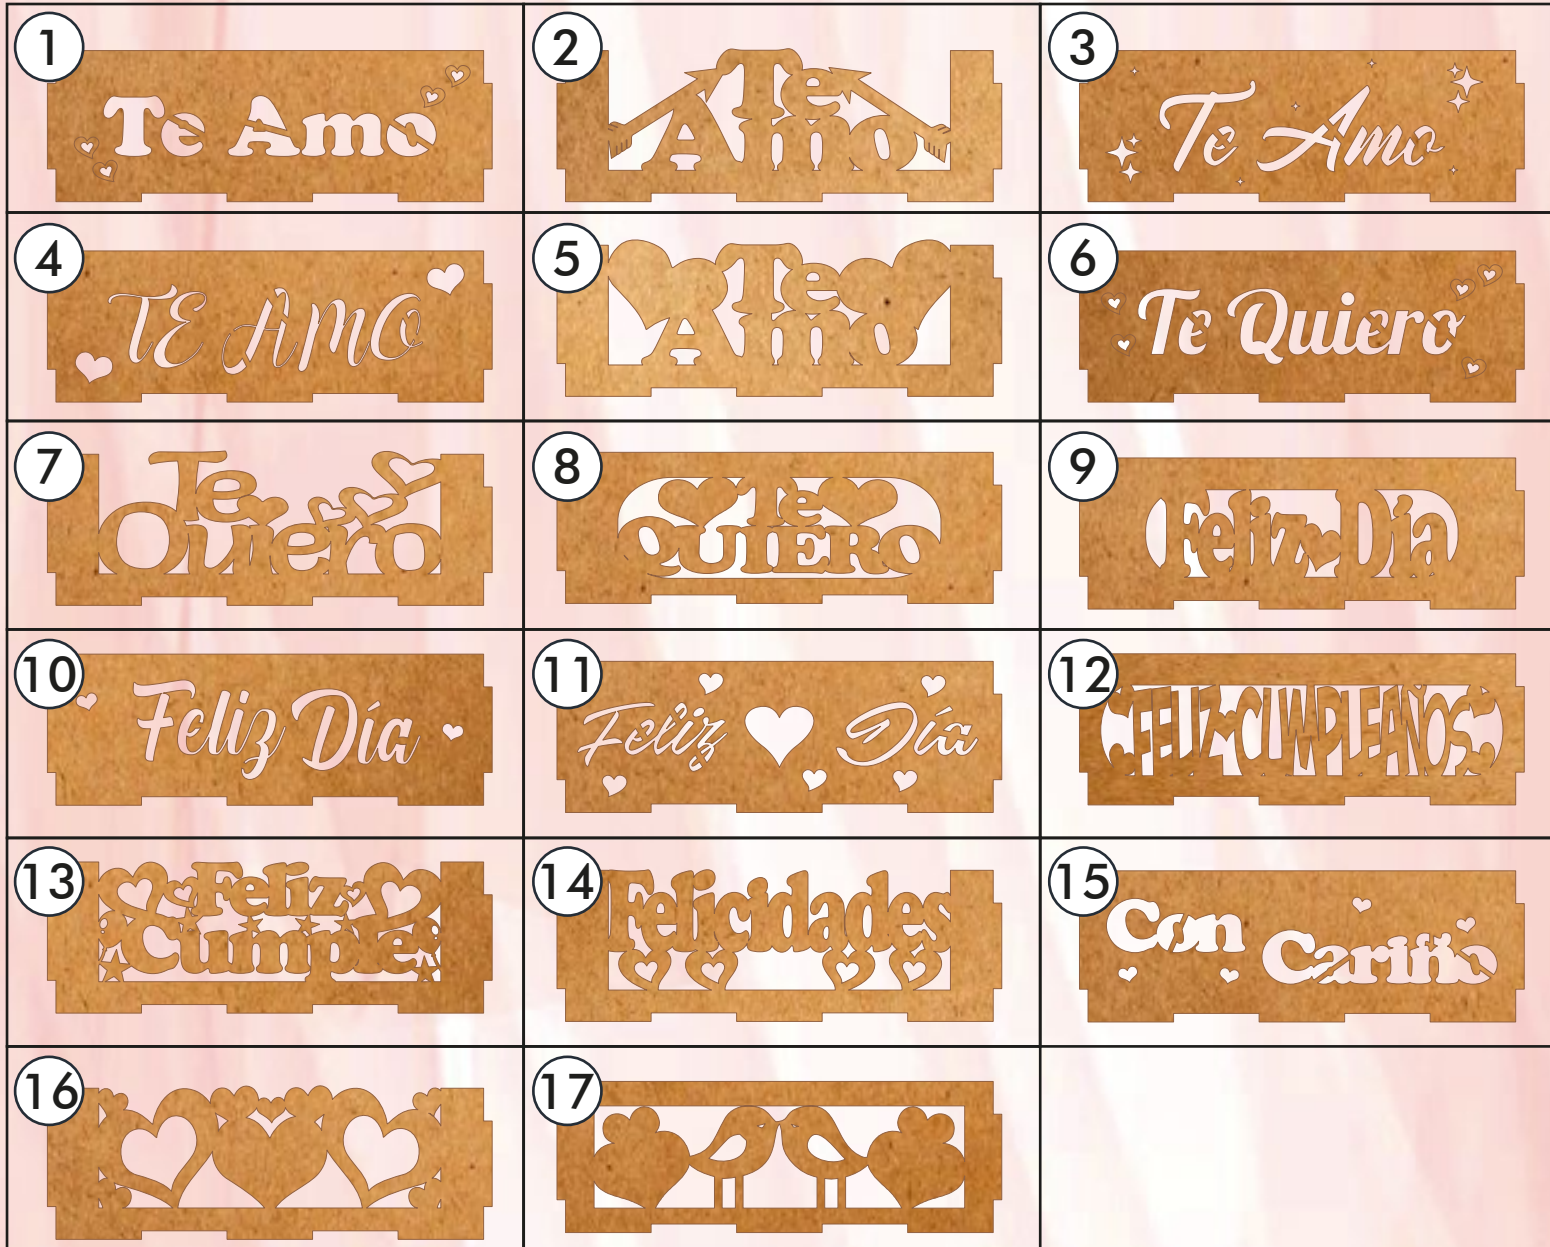 1
Te Amo
2
Te
Amo
3
Te Amo
4
TE AMO
5
Te
Amo
6
Te Quiero
7
Te
Quiero
8
Te
QUIERO
9
Feliz Día
10
Feliz Día
11
Feliz Día
12
FELIZ CUMPLEAÑOS
13
Feliz
Cumple
14
Felicidades
15
Con
Cariño
16
17